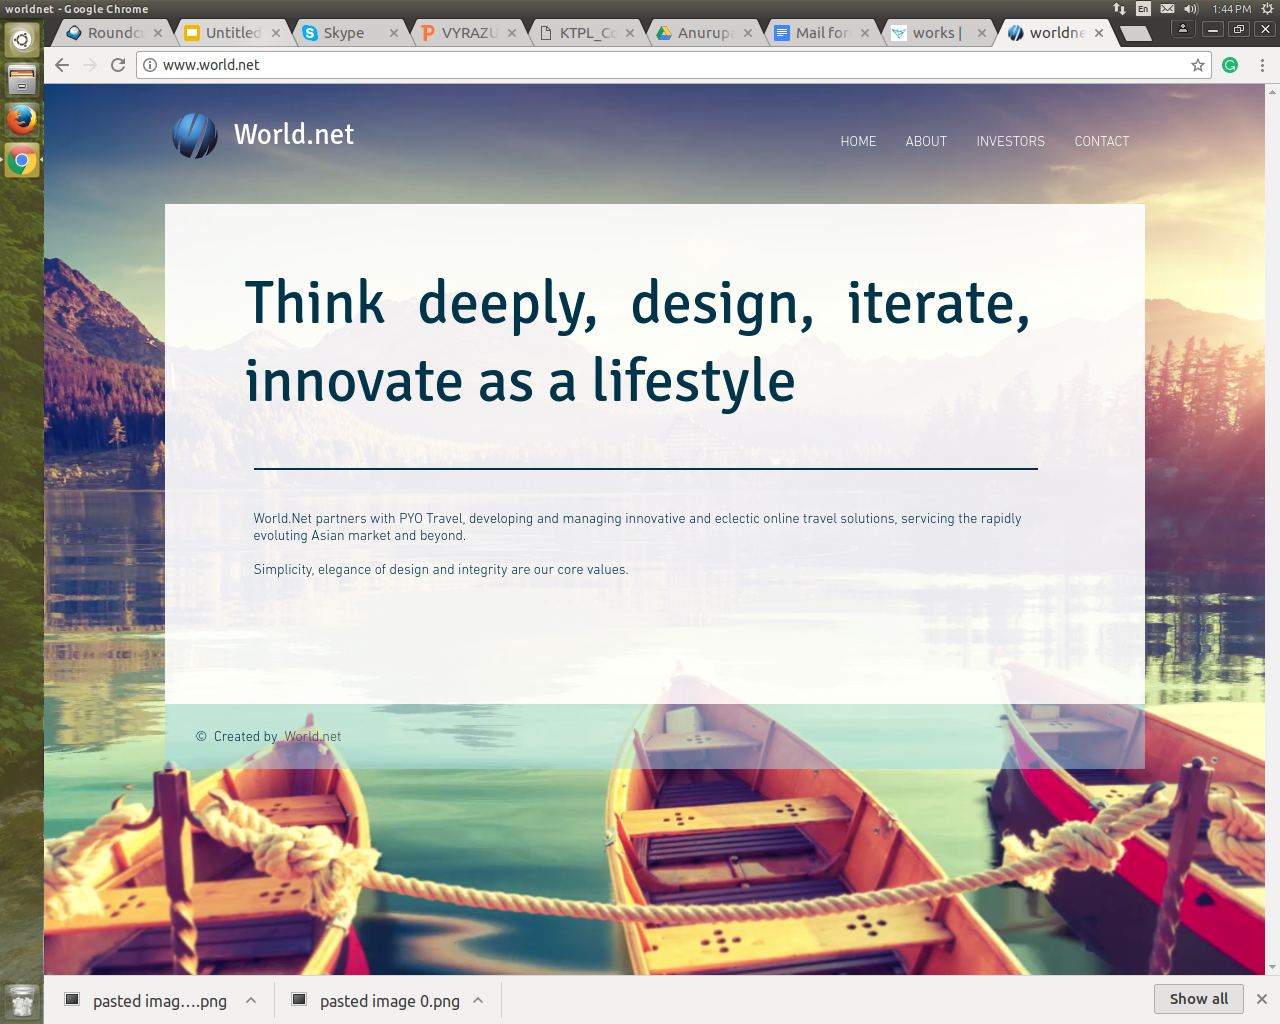 worldnet - Google Chrome
En
1:44 PM
Roundcu
Untitled
Skype
VYRAZU
KTPL_Co
Anurupa
Mail for
works |
worldne
www.world.net
World.net
HOME ABOUT INVESTORS CONTACT
Think deeply, design, iterate,
innovate as a lifestyle
World.Net partners with PYO Travel, developing and managing innovative and eclectic online travel solutions, servicing the rapidly
evoluting Asian market and beyond.
Simplicity, elegance of design and integrity are our core values.
© Created by World.net
pasted imag....png
pasted image 0.png
Show all